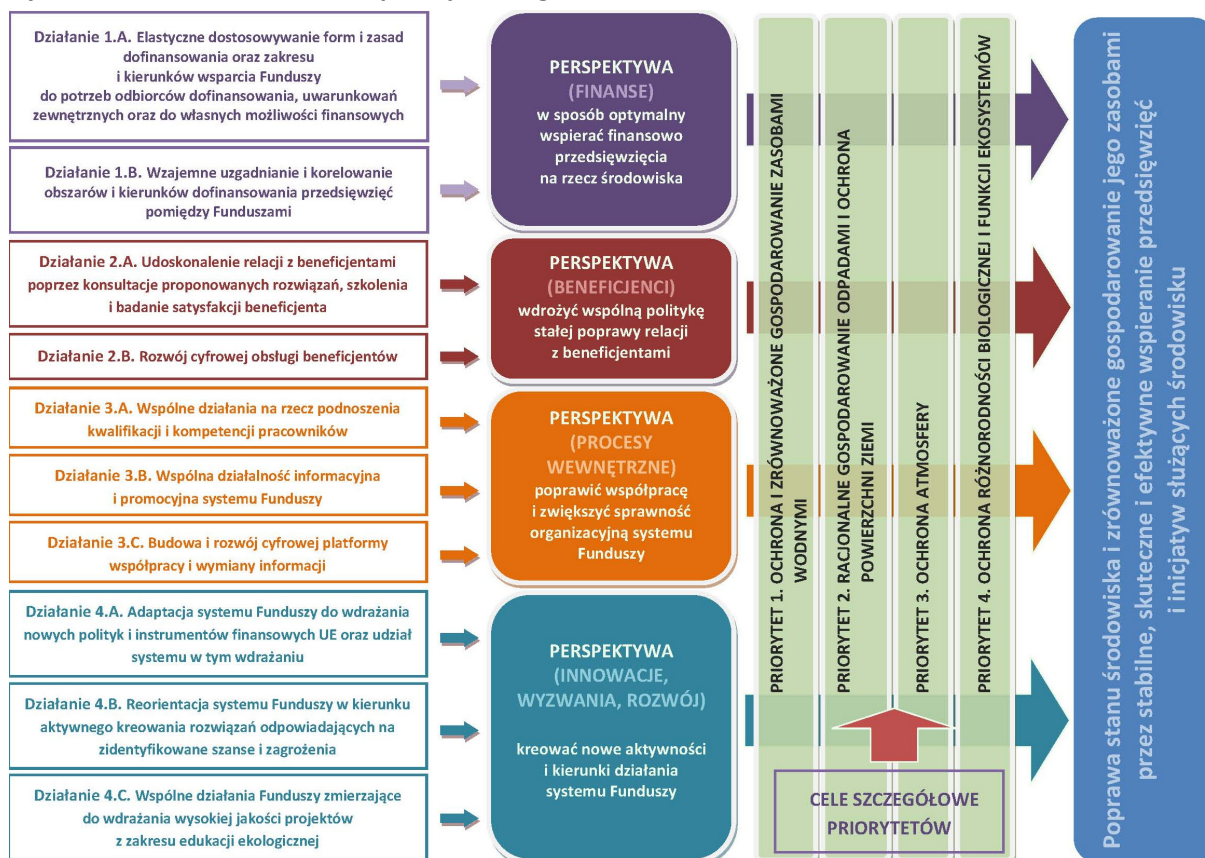 Działanie 1.A. Elastyczne dostosowywanie form i zasad
dofinansowania oraz zakresu
i kierunków wsparcia Funduszy
do potrzeb odbiorców dofinansowania, uwarunkowań
zewnętrznych oraz do własnych możliwości finansowych
Działanie 1.B. Wzajemne uzgadnianie i korelowanie
obszarów i kierunków dofinansowania przedsięwzięć
pomiędzy Funduszami
PERSPEKTYWA
(FINANSE)
w sposób optymalny
wspierać finansowo
przedsięwzięcia
na rzecz środowiska
Działanie 2.A. Udoskonalenie relacji z beneficjentami
poprzez konsultacje proponowanych rozwiązań, szkolenia
i badanie satysfakcji beneficjenta
Działanie 2.B. Rozwój cyfrowej obsługi beneficjentów
PERSPEKTYWA
(BENEFICJENCI)
wdrożyć wspólną politykę
stałej poprawy relacji
z beneficjentami
Działanie 3.A. Wspólne działania na rzecz podnoszenia
kwalifikacji i kompetencji pracowników
Działanie 3.B. Wspólna działalność informacyjna
i promocyjna systemu Funduszy
Działanie 3.C. Budowa i rozwój cyfrowej platformy
współpracy i wymiany informacji
PERSPEKTYWA
(PROCESY
WEWNĘTRZNE)
poprawić współpracę
i zwiększyć sprawność
organizacyjną systemu
Funduszy
Działanie 4.A. Adaptacja systemu Funduszy do wdrażania
nowych polityk i instrumentów finansowych UE oraz udział
systemu w tym wdrażaniu
Działanie 4.B. Reorientacja systemu Funduszy w kierunku
aktywnego kreowania rozwiązań odpowiadających na
zidentyfikowane szanse i zagrożenia
Działanie 4.C. Wspólne działania Funduszy zmierzające
do wdrażania wysokiej jakości projektów
z zakresu edukacji ekologicznej
PERSPEKTYWA
(INNOWACJE,
WYZWANIA, ROZWÓJ)
kreować nowe aktywności
i kierunki działania
systemu Funduszy
PRIORYTET 1. OCHRONA I ZRÓWNOWAŻONE GOSPODAROWANIE ZASOBAMI
WODNYMI
PRIORYTET 2. RACJONALNE GOSPODAROWANIE ODPADAMI I OCHRONA
POWIERZCHNI ZIEMI
PRIORYTET 3. OCHRONA ATMOSFERY
PRIORYTET 4. OCHRONA RÓŻNORODNOŚCI BIOLOGICZNEJ I FUNKCJI EKOSYSTEMÓW
CELE SZCZEGÓŁOWE
PRIORYTETÓW
Poprawa stanu środowiska i zrównoważone gospodarowanie jego zasobami
przez stabilne, skuteczne i efektywne wspieranie przedsięwzięć
i inicjatyw służących środowisku